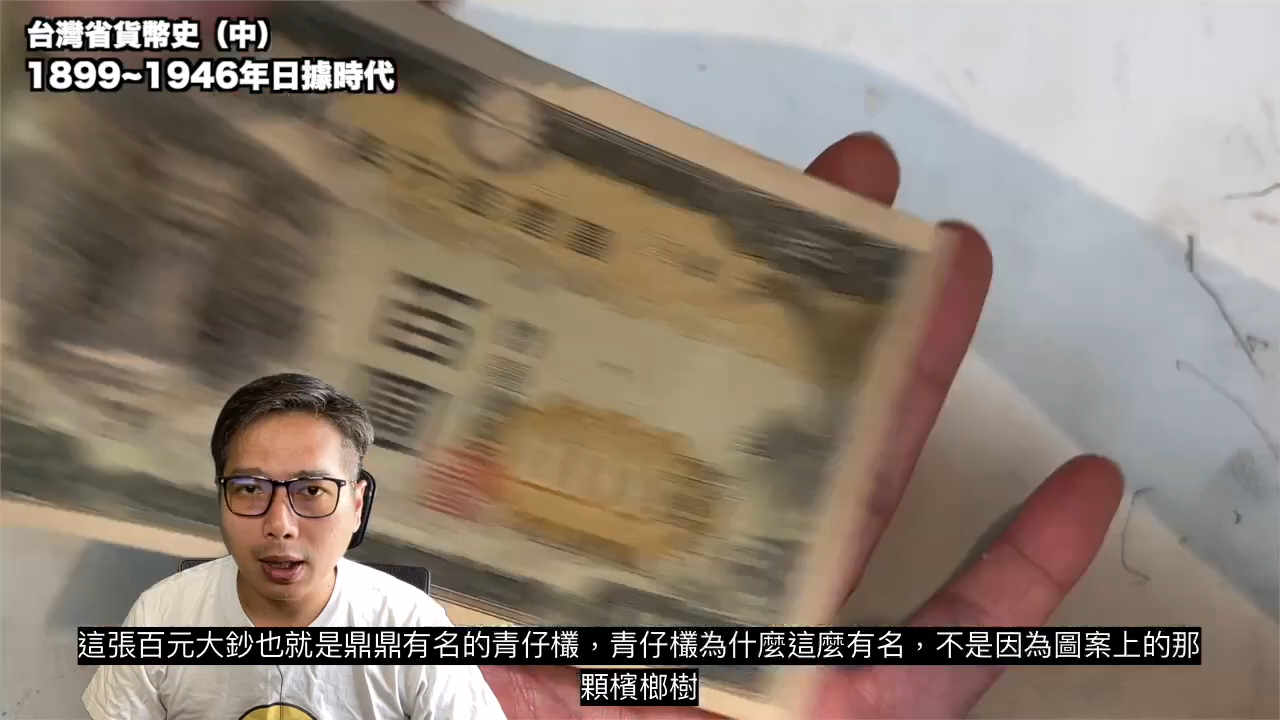 台灣省貨幣史（中）
1899~1946年日據時代
這張百元大鈔也就是鼎鼎有名的青仔欉，青仔欉為什麼這麼有名，不是因為圖案上的那
顆檳榔樹